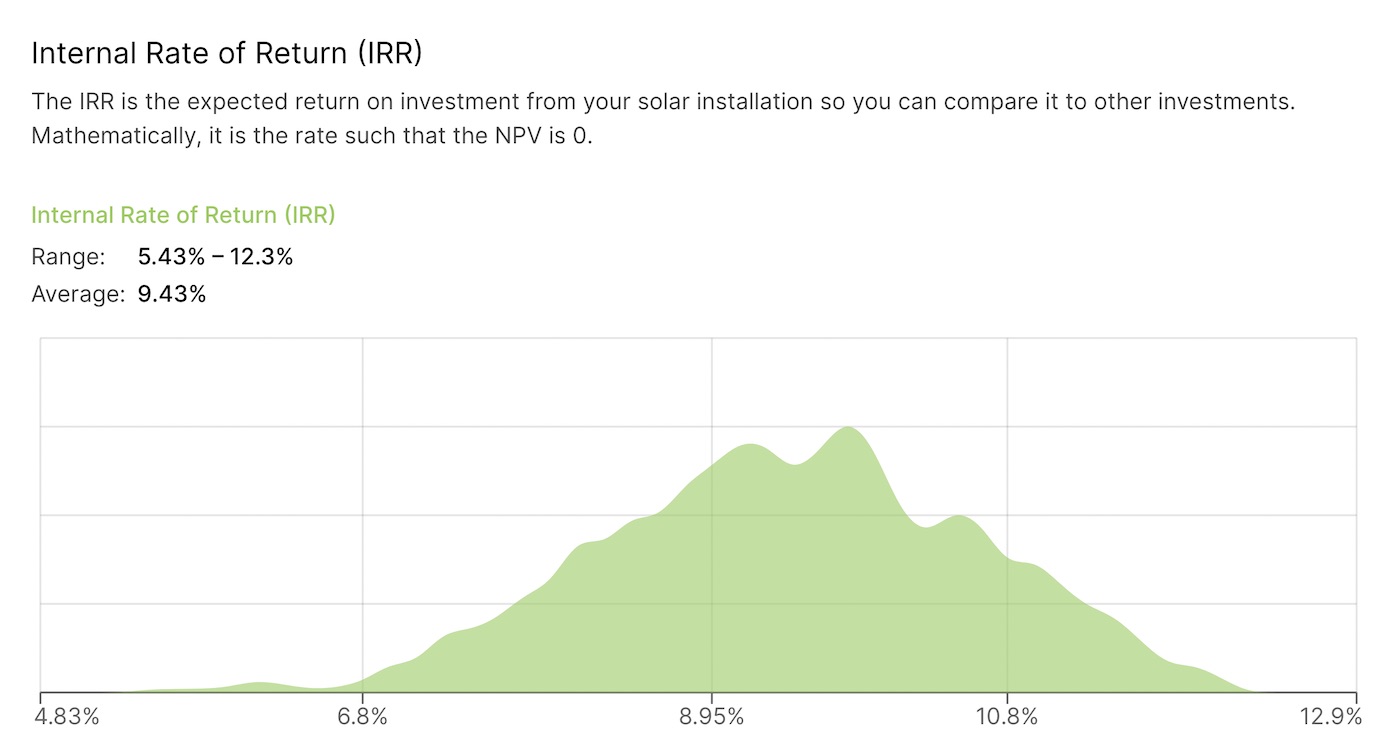 Internal Rate of Return (IRR)
The IRR is the expected return on investment from your solar installation so you can compare it to other investments.
Mathematically, it is the rate such that the NPV is 0.
Internal Rate of Return (IRR)
Range: 5.43% – 12.3%
Average: 9.43%
4.83% 6.8% 8.95% 10.8% 12.9%